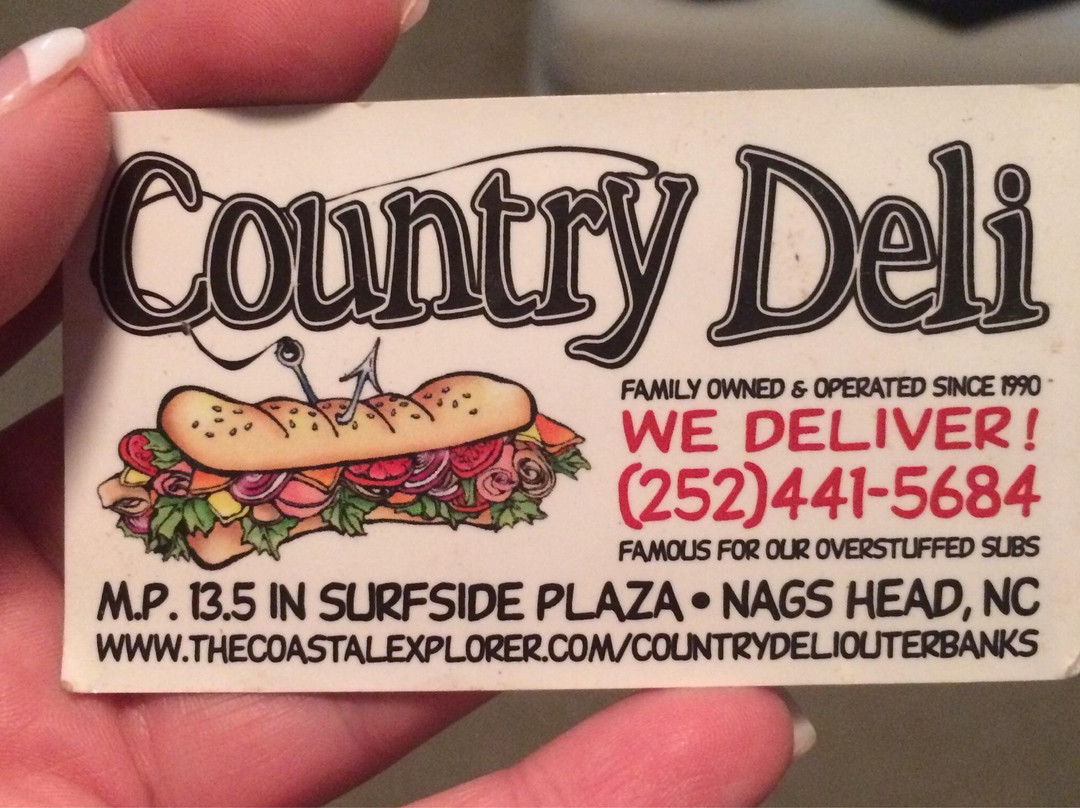 Country Deli
FAMILY OWNED & OPERATED SINCE 1990
WE DELIVER!
(252)441-5684
FAMOUS FOR OUR OVERSTUFFED SUBS
M.P. 13.5 IN SURFSIDE PLAZA • NAGS HEAD, NC
WWW.THECOASTALEXPLORER.COM/COUNTRYDELIOUTERBANKS